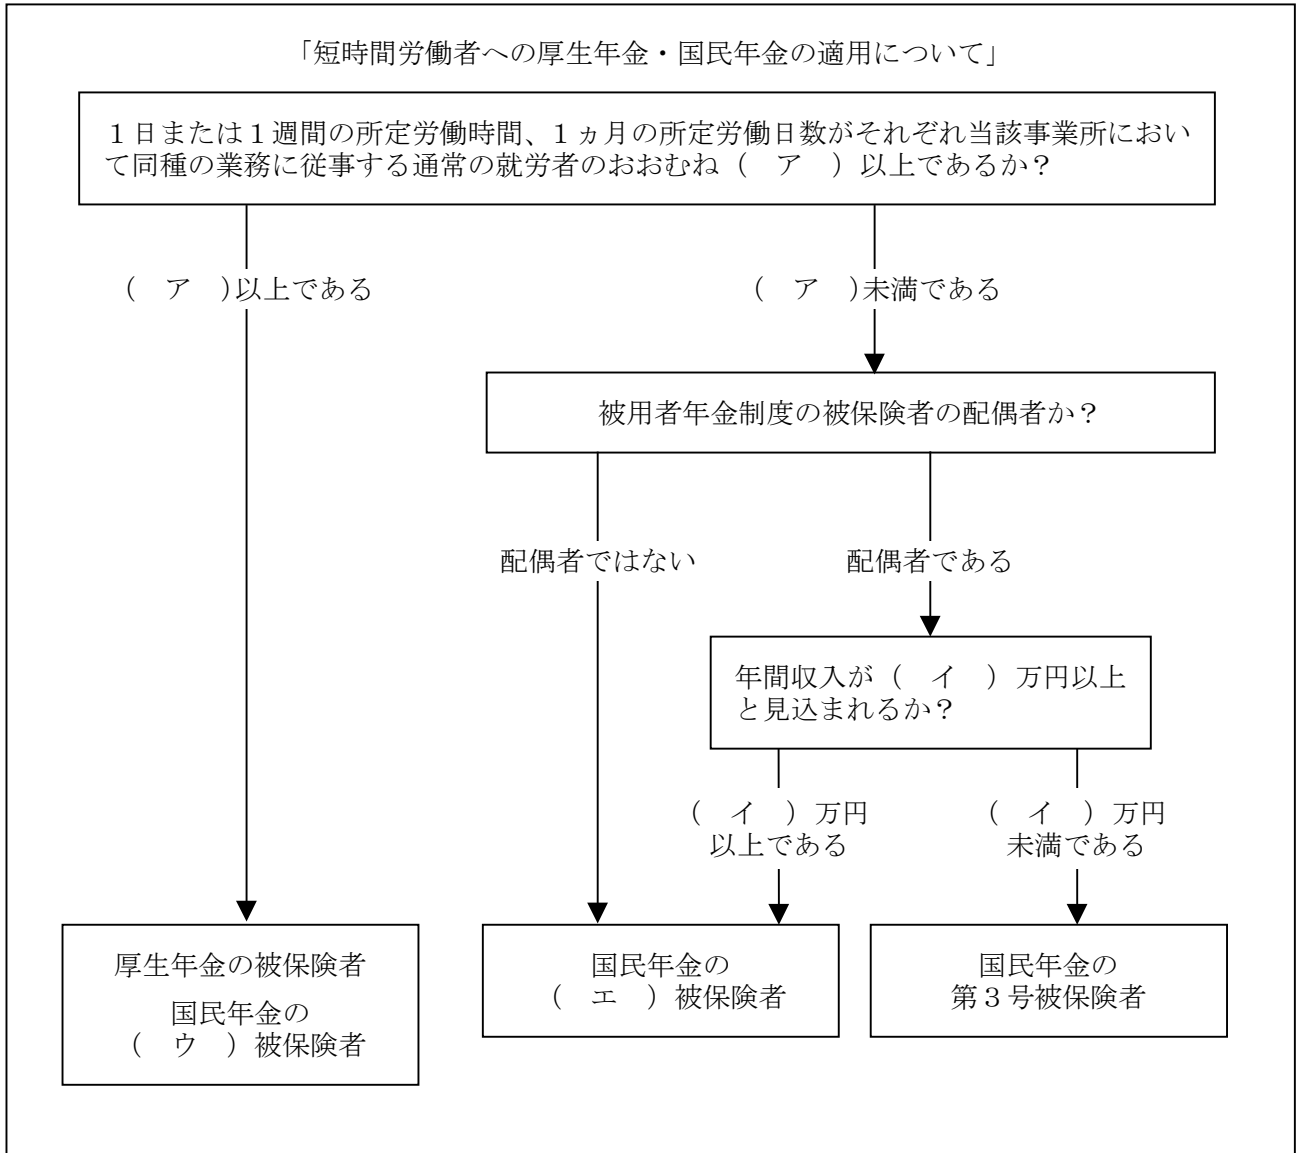 「短時間労働者への厚生年金・国民年金の適用について」
１日または１週間の所定労働時間、１ヵ月の所定労働日数がそれぞれ当該事業所におい
て同種の業務に従事する通常の就労者のおおむね（　ア　）以上であるか？
（　ア　）以上である
（　ア　）未満である
被用者年金制度の被保険者の配偶者か？
配偶者ではない
配偶者である
年間収入が（　イ　）万円以上
と見込まれるか？
（　イ　）万円
以上である
（　イ　）万円
未満である
厚生年金の被保険者
国民年金の
（　ウ　）被保険者
国民年金の
（　エ　）被保険者
国民年金の
第３号被保険者